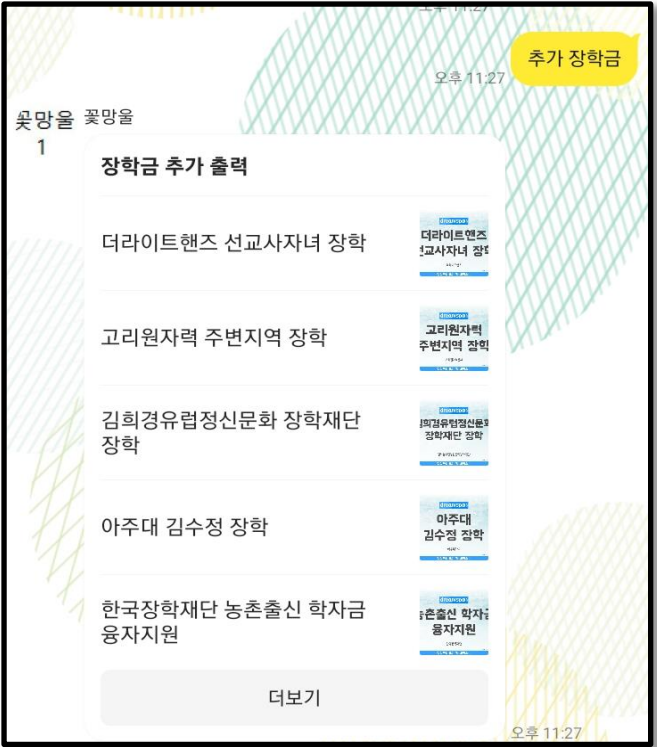 오후 11:27
추가 장학금
오후 11:27
꽃망울
1
꽃망울
장학금 추가 출력
더라이트핸즈 선교사자녀 장학
더라이트핸즈
선교사자녀 장학
고리원자력 주변지역 장학
고리원자력
주변지역 장학
김희경유럽정신문화 장학재단
장학
김희경유럽정신문화
장학재단 장학
아주대 김수정 장학
아주대
김수정 장학
한국장학재단 농촌출신 학자금
융자지원
농촌출신 학자금
융자지원
더보기
오후 11:27